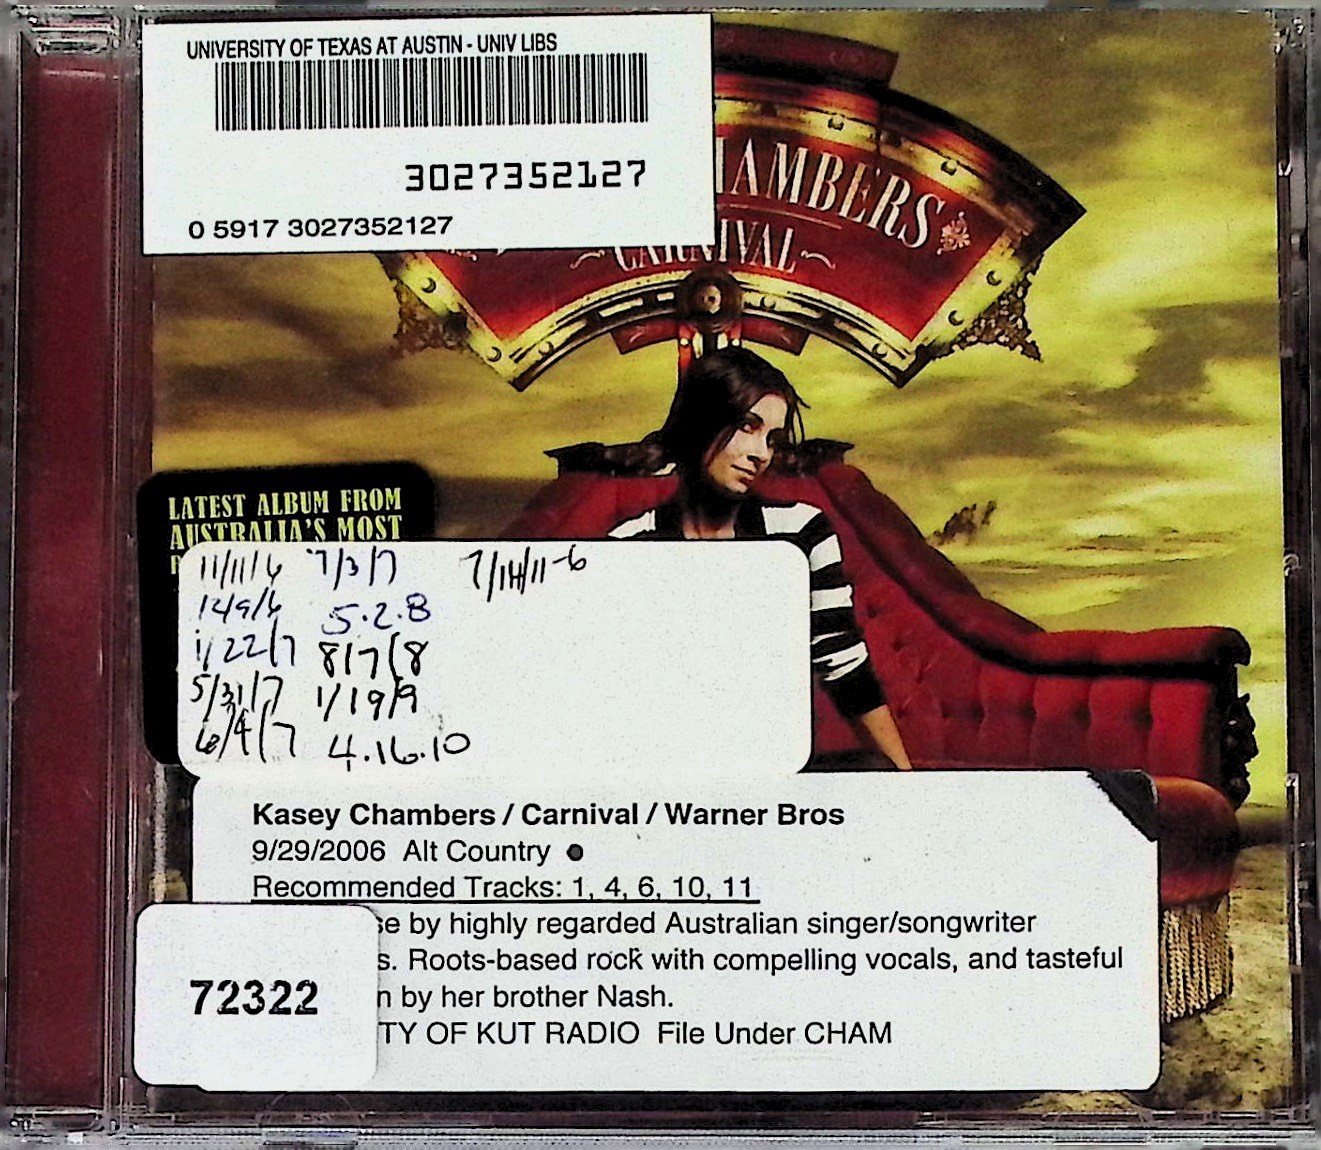 UNIVERSITY OF TEXAS AT AUSTIN - UNIV LIBS
3027352127
0 5917 3027352127
HAMBERS
CARNIVAL
LATEST ALBUM FROM
AUSTRALIA'S MOST
11/11/6 7/3/7 7/14/11-6
12/9/6 5.2.8
1/22/7 8/7/8
5/31/7 1/19/9
6/4/7 4.16.10
Kasey Chambers / Carnival / Warner Bros
9/29/2006 Alt Country
Recommended Tracks: 1, 4, 6, 10, 11
se by highly regarded Australian singer/songwriter
s. Roots-based rock with compelling vocals, and tasteful
n by her brother Nash.
TY OF KUT RADIO File Under CHAM
72322